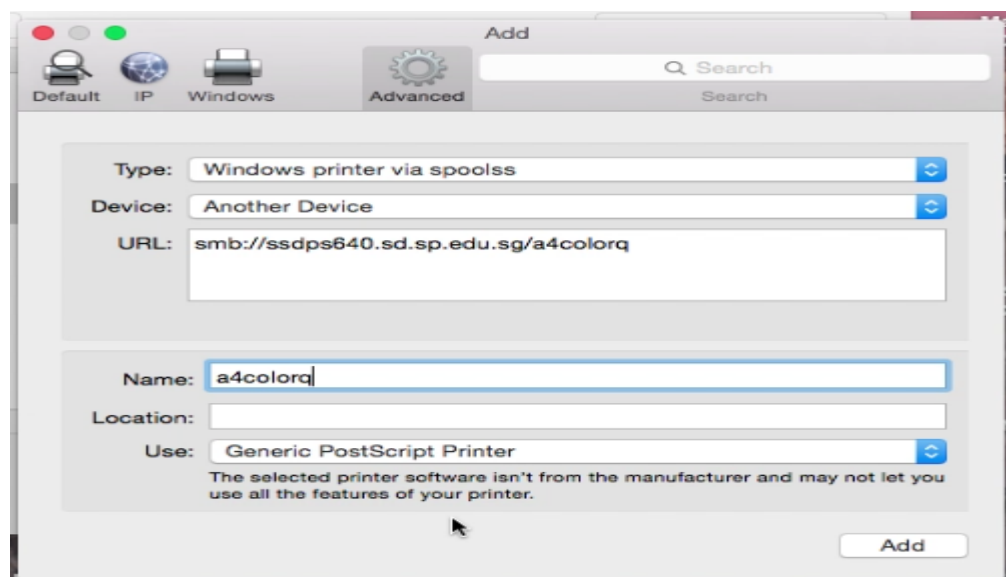 Add
Default IP Windows Advanced Search
Search
Type: Windows printer via spoolss
Device: Another Device
URL: smb://ssdps640.sd.sp.edu.sg/a4colorq
Name: a4colorq
Location:
Use: Generic PostScript Printer
The selected printer software isn't from the manufacturer and may not let you
use all the features of your printer.
Add